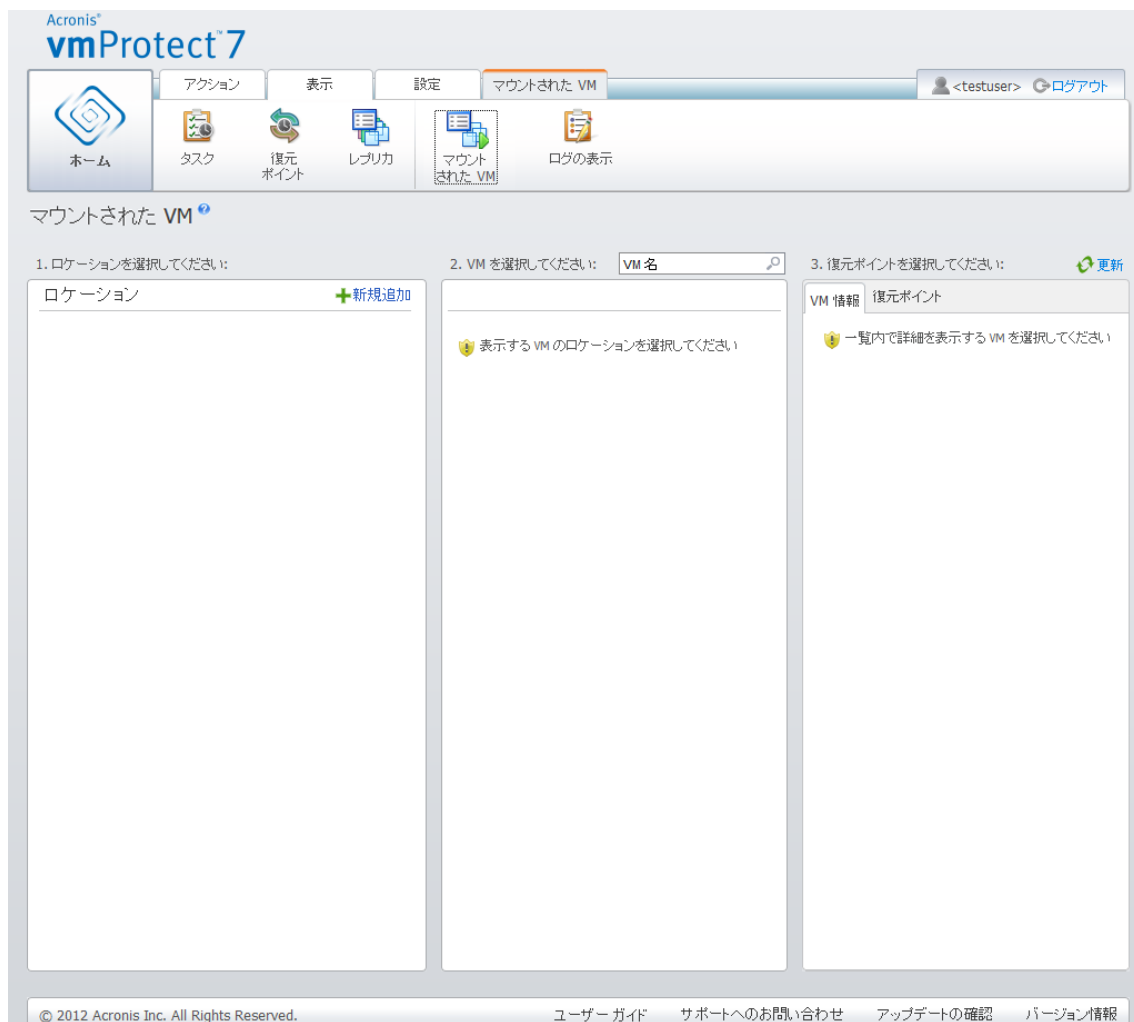 Acronis®
vmProtect™7
アクション 表示 設定 マウントされた VM <testuser> ログアウト
ホーム タスク 復元
ポイント レプリカ マウント
された VM ログの表示
マウントされた VM
1. ロケーションを選択してください: 2. VM を選択してください: VM 名 3. 復元ポイントを選択してください: 更新
ロケーション 新規追加 VM 情報 復元ポイント
表示する VM のロケーションを選択してください 一覧内で詳細を表示する VM を選択してください
© 2012 Acronis Inc. All Rights Reserved. ユーザー ガイド サポートへのお問い合わせ アップデートの確認 バージョン情報